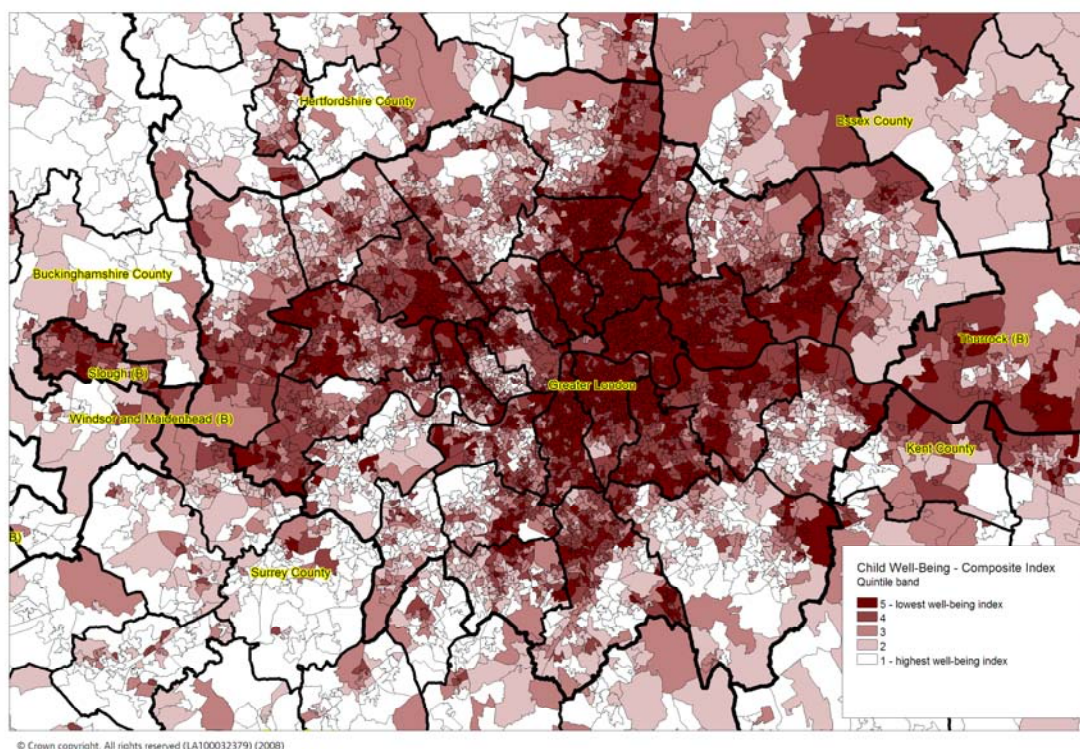 Hertfordshire County
Essex County
Buckinghamshire County
Thurrock (B)
Slough (B)
Greater London
Windsor and Maidenhead (B)
Kent County
B)
Surrey County
Child Well-Being - Composite Index
Quintile band
5 - lowest well-being index
4
3
2
1 - highest well-being index
© Crown copyright. All rights reserved (LA100032379) (2008)